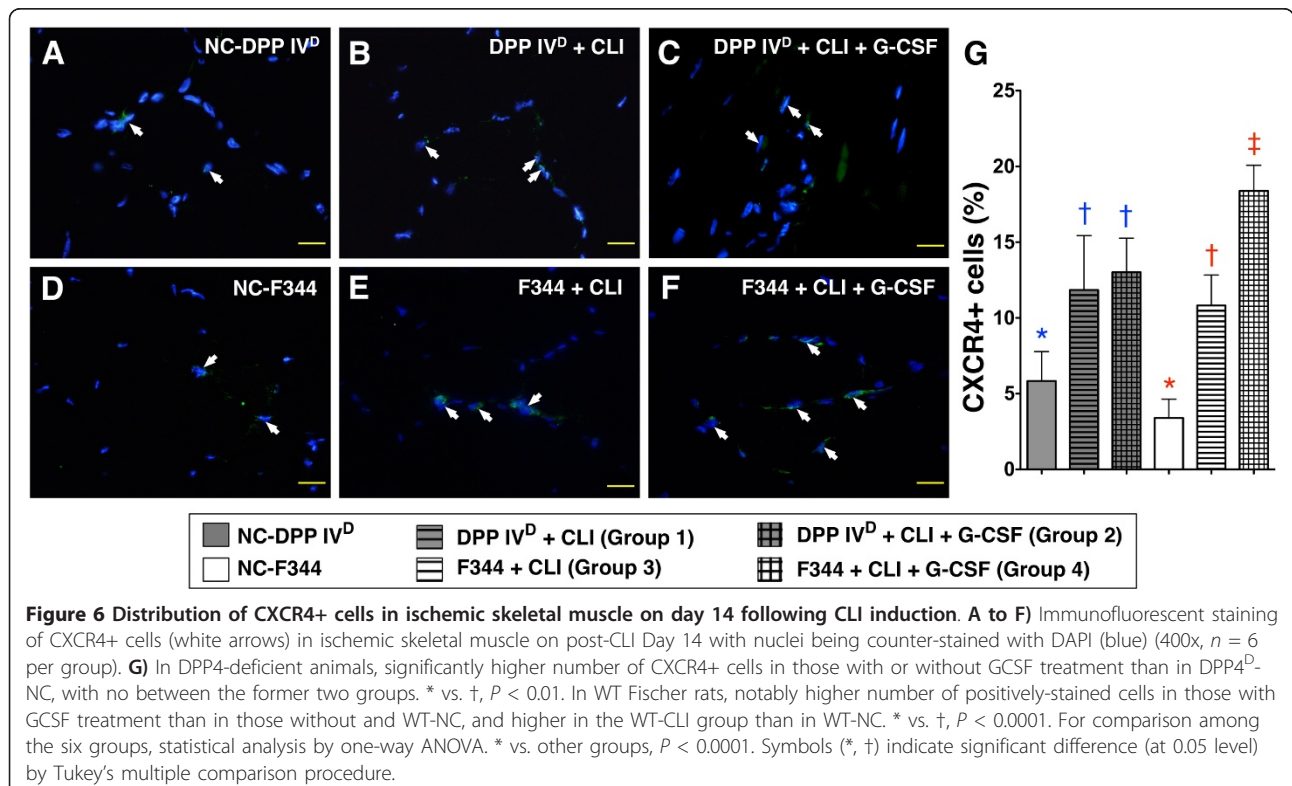 A
NC-DPP IV^D
B
DPP IV^D + CLI
C
DPP IV^D + CLI + G-CSF
D
NC-F344
E
F344 + CLI
F
F344 + CLI + G-CSF
G
CXCR4+ cells (%)
25
20
15
10
5
0
*
†
†
*
†
‡
NC-DPP IV^D
DPP IV^D + CLI (Group 1)
DPP IV^D + CLI + G-CSF (Group 2)
NC-F344
F344 + CLI (Group 3)
F344 + CLI + G-CSF (Group 4)
Figure 6 Distribution of CXCR4+ cells in ischemic skeletal muscle on day 14 following CLI induction. A to F) Immunofluorescent staining
of CXCR4+ cells (white arrows) in ischemic skeletal muscle on post-CLI Day 14 with nuclei being counter-stained with DAPI (blue) (400x, n = 6
per group). G) In DPP4-deficient animals, significantly higher number of CXCR4+ cells in those with or without GCSF treatment than in DPP4^D-
NC, with no between the former two groups. * vs. †, P < 0.01. In WT Fischer rats, notably higher number of positively-stained cells in those with
GCSF treatment than in those without and WT-NC, and higher in the WT-CLI group than in WT-NC. * vs. †, P < 0.0001. For comparison among
the six groups, statistical analysis by one-way ANOVA. * vs. other groups, P < 0.0001. Symbols (*, †) indicate significant difference (at 0.05 level)
by Tukey's multiple comparison procedure.